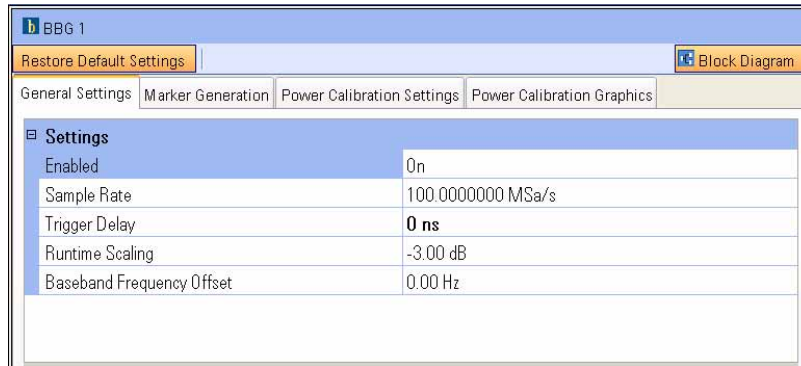 b BBG 1
Restore Default Settings Block Diagram
General Settings Marker Generation Power Calibration Settings Power Calibration Graphics
Settings
Enabled On
Sample Rate 100.0000000 MSa/s
Trigger Delay 0 ns
Runtime Scaling -3.00 dB
Baseband Frequency Offset 0.00 Hz